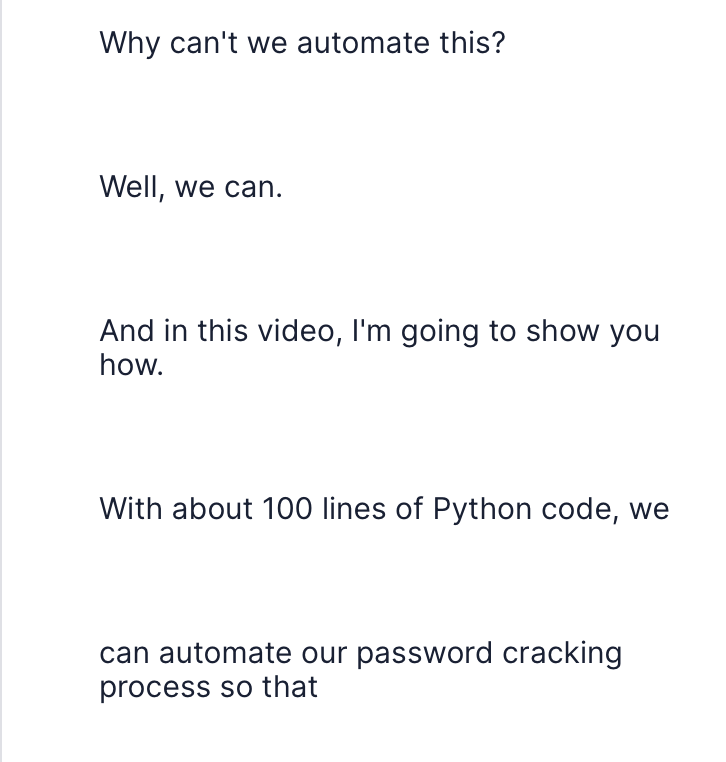 Why can't we automate this?
Well, we can.
And in this video, I'm going to show you
how.
With about 100 lines of Python code, we
can automate our password cracking
process so that